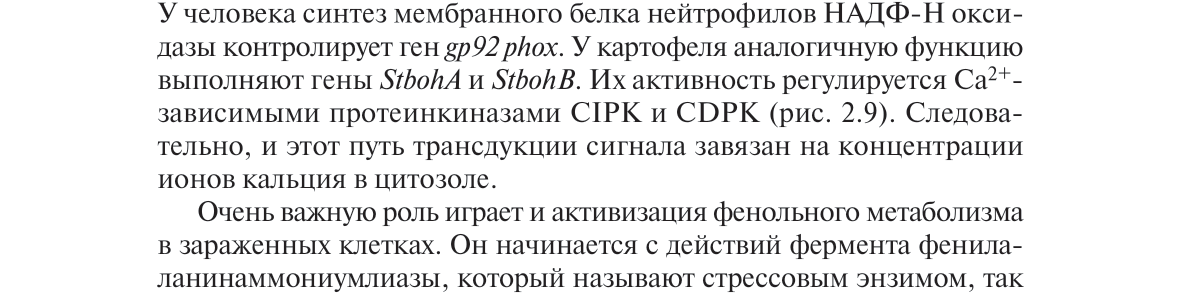 У человека синтез мембранного белка нейтрофилов НАДФ-Н окси-
дазы контролирует ген gp92 phox. У картофеля аналогичную функцию
выполняют гены StbohA и StbohB. Их активность регулируется Ca²⁺-
зависимыми протеинкиназами CIPK и CDPK (рис. 2.9). Следова-
тельно, и этот путь трансдукции сигнала завязан на концентрации
ионов кальция в цитозоле.
Очень важную роль играет и активизация фенольного метаболизма
в зараженных клетках. Он начинается с действий фермента фенила-
ланинаммониумлиазы, который называют стрессовым энзимом, так